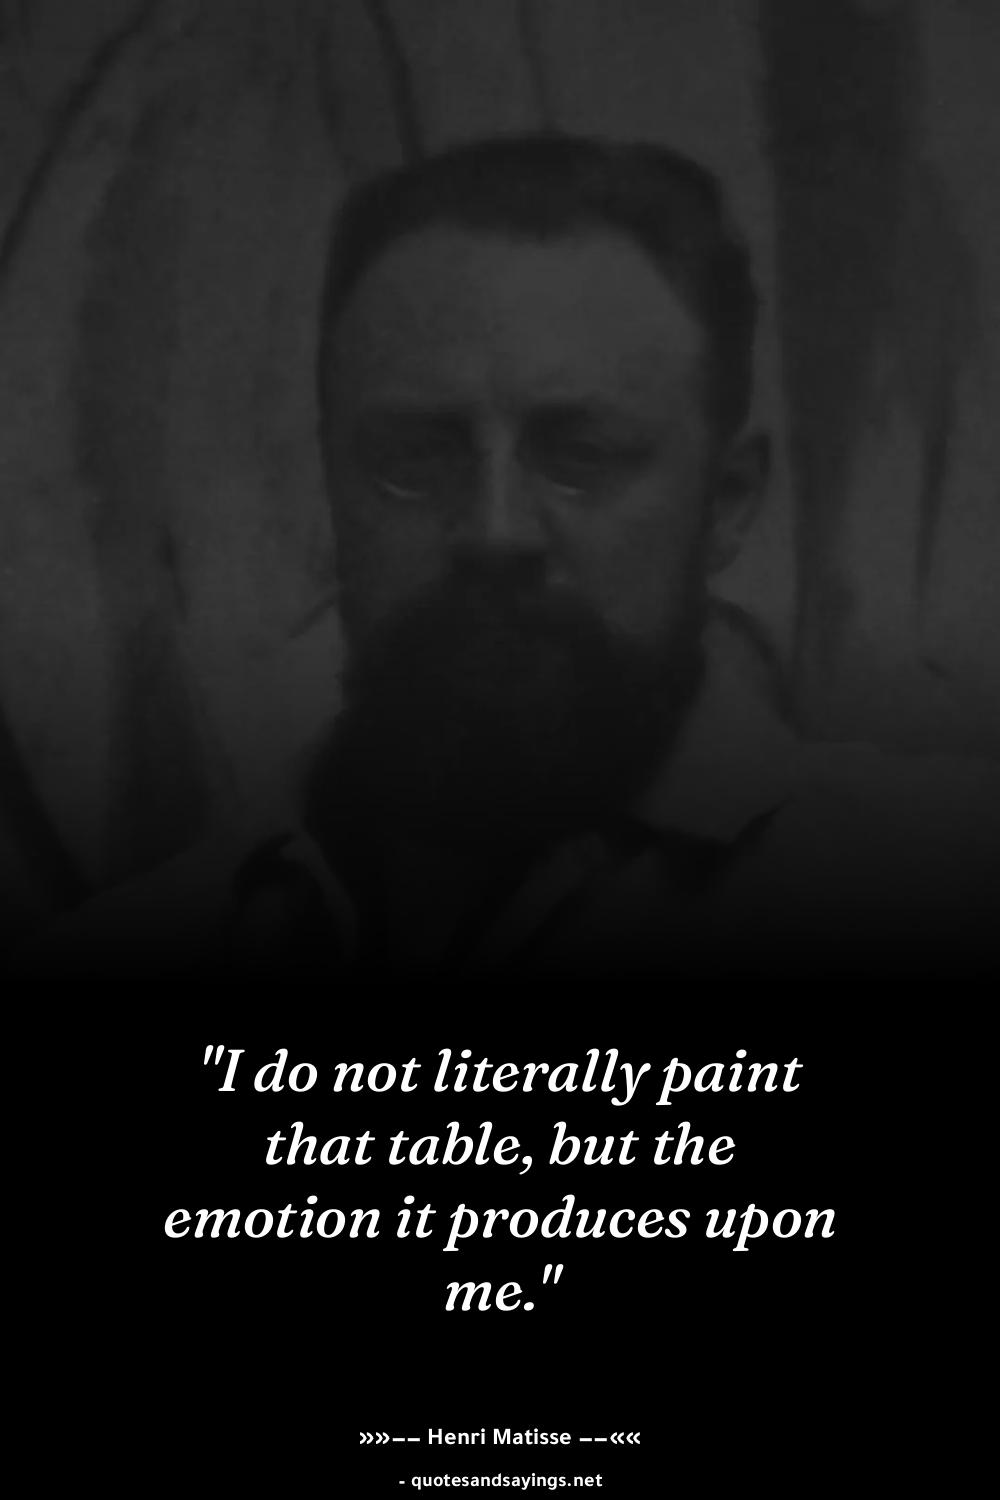 "I do not literally paint
that table, but the
emotion it produces upon
me."
»»−− Henri Matisse −−««
- quotesandsayings.net